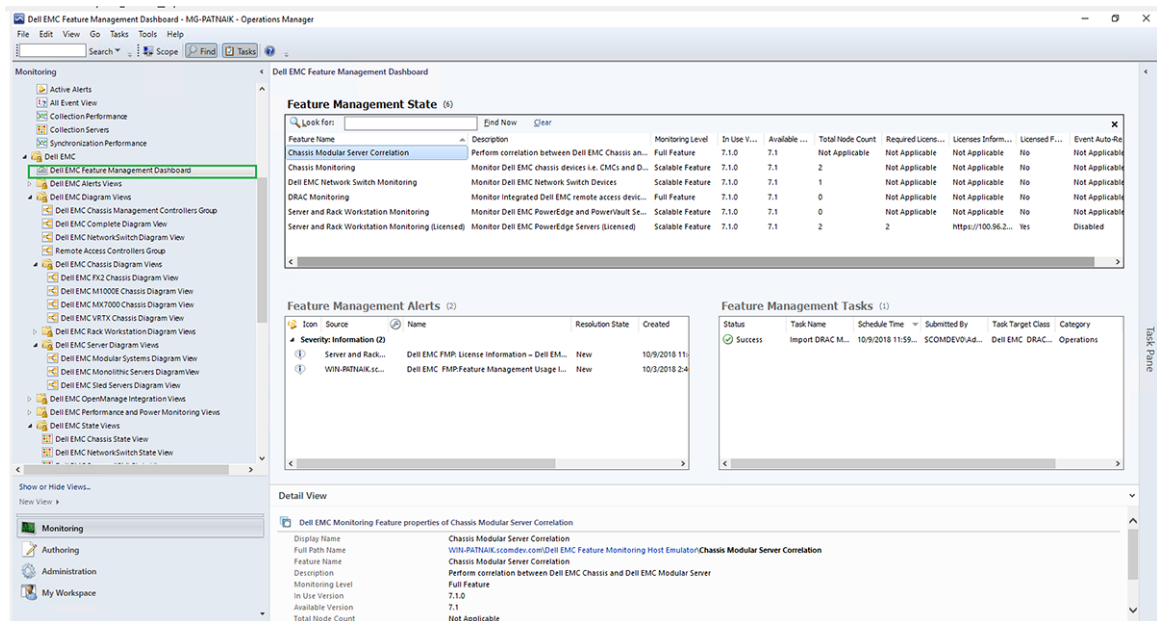 Dell EMC Feature Management Dashboard - MG-PATNAIK - Operations Manager
File Edit View Go Tasks Tools Help
Search Scope Find Tasks
Monitoring
Active Alerts
All Event View
Collection Performance
Collection Servers
Synchronization Performance
Dell EMC
Dell EMC Feature Management Dashboard
Dell EMC Alerts Views
Dell EMC Diagram Views
Dell EMC Chassis Management Controllers Group
Dell EMC Complete Diagram View
Dell EMC NetworkSwitch Diagram View
Remote Access Controllers Group
Dell EMC Chassis Diagram Views
Dell EMC FX2 Chassis Diagram View
Dell EMC M1000E Chassis Diagram View
Dell EMC MX7000 Chassis Diagram View
Dell EMC VRTX Chassis Diagram View
Dell EMC Rack Workstation Diagram Views
Dell EMC Server Diagram Views
Dell EMC Modular Systems Diagram View
Dell EMC Monolithic Servers DiagramView
Dell EMC Sled Servers Diagram View
Dell EMC OpenManage Integration Views
Dell EMC Performance and Power Monitoring Views
Dell EMC State Views
Dell EMC Chassis State View
Dell EMC NetworkSwitch State View
Show or Hide Views...
New View
Monitoring
Authoring
Administration
My Workspace
Dell EMC Feature Management Dashboard
Feature Management State (6)
Look for: Find Now Clear
Feature Name Description Monitoring Level In Use V... Available ... Total Node Count Required Licens... Licenses Inform... Licensed F... Event Auto-Re
Chassis Modular Server Correlation Perform correlation between Dell EMC Chassis an... Full Feature 7.1.0 7.1 Not Applicable Not Applicable Not Applicable No Not Applicable
Chassis Monitoring Monitor Dell EMC chassis devices i.e. CMCs and D... Scalable Feature 7.1.0 7.1 2 Not Applicable Not Applicable No Not Applicable
Dell EMC Network Switch Monitoring Monitor Dell EMC Network Switch Devices Scalable Feature 7.1.0 7.1 1 Not Applicable Not Applicable No Not Applicable
DRAC Monitoring Monitor Integrated Dell EMC remote access devic... Full Feature 7.1.0 7.1 0 Not Applicable Not Applicable No Not Applicable
Server and Rack Workstation Monitoring Monitor Dell EMC PowerEdge and PowerVault Se... Scalable Feature 7.1.0 7.1 0 Not Applicable Not Applicable No Not Applicable
Server and Rack Workstation Monitoring (Licensed) Monitor Dell EMC PowerEdge Servers (Licensed) Scalable Feature 7.1.0 7.1 2 2 https://100.96.2... Yes Disabled
Feature Management Alerts (2)
Icon Source Name Resolution State Created
Severity: Information (2)
Server and Rack... Dell EMC FMP: License Information – Dell EM... New 10/9/2018 11:
WIN-PATNAIK.sc... Dell EMC FMP:Feature Management Usage I... New 10/3/2018 2:4
Feature Management Tasks (1)
Status Task Name Schedule Time Submitted By Task Target Class Category
Success Import DRAC M... 10/9/2018 11:59... SCOMDEV0\Ad... Dell EMC DRAC... Operations
Task Pane
Detail View
Dell EMC Monitoring Feature properties of Chassis Modular Server Correlation
Display Name Chassis Modular Server Correlation
Full Path Name WIN-PATNAIK.scomdev.com\Dell EMC Feature Monitoring Host Emulator\Chassis Modular Server Correlation
Feature Name Chassis Modular Server Correlation
Description Perform correlation between Dell EMC Chassis and Dell EMC Modular Server
Monitoring Level Full Feature
In Use Version 7.1.0
Available Version 7.1
Total Node Count Not Applicable